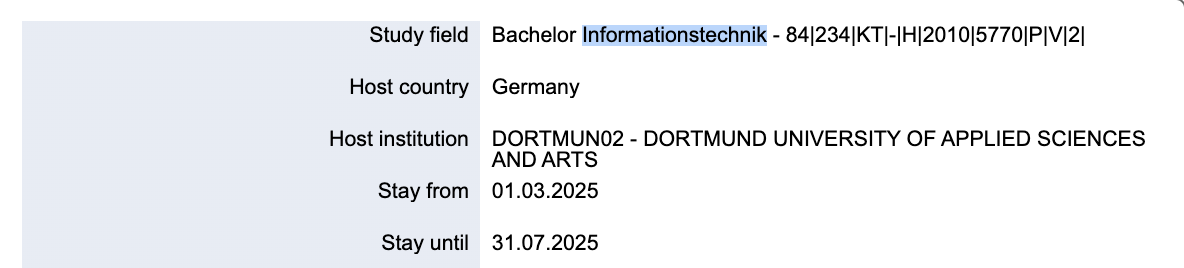 Study field Bachelor Informationstechnik - 84|234|KT|-|H|2010|5770|P|V|2|
Host country Germany
Host institution DORTMUN02 - DORTMUND UNIVERSITY OF APPLIED SCIENCES
AND ARTS
Stay from 01.03.2025
Stay until 31.07.2025